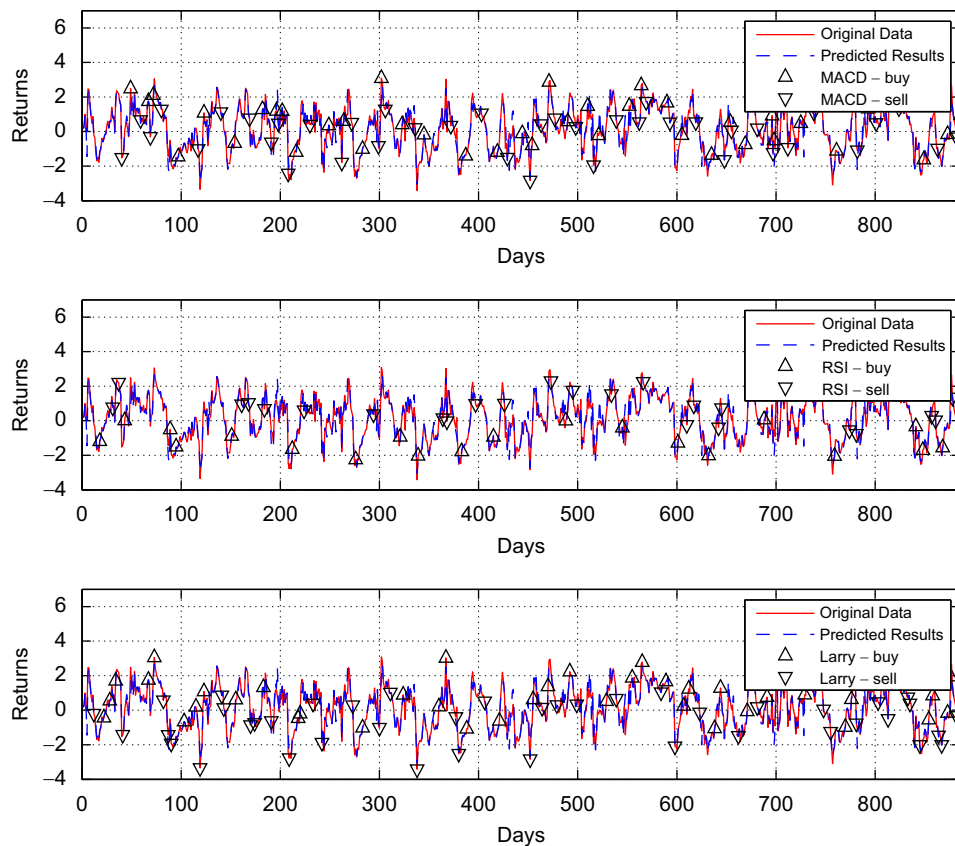 6
4
2
0
−2
−4
Returns
0 100 200 300 400 500 600 700 800
Days
Original Data
Predicted Results
MACD − buy
MACD − sell
6
4
2
0
−2
−4
Returns
0 100 200 300 400 500 600 700 800
Days
Original Data
Predicted Results
RSI − buy
RSI − sell
6
4
2
0
−2
−4
Returns
0 100 200 300 400 500 600 700 800
Days
Original Data
Predicted Results
Larry − buy
Larry − sell